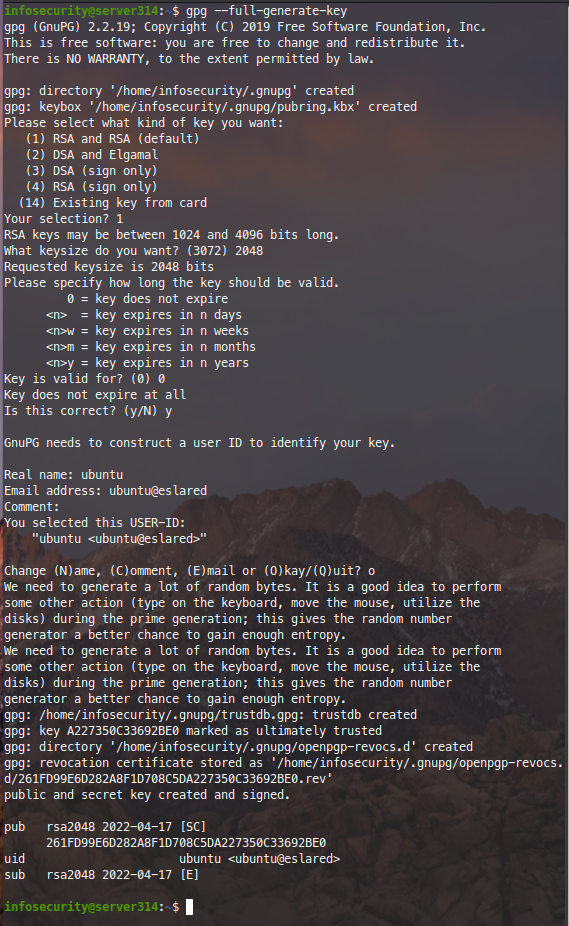 infosecurity@server314:~$ gpg --full-generate-key
gpg (GnuPG) 2.2.19; Copyright (C) 2019 Free Software Foundation, Inc.
This is free software: you are free to change and redistribute it.
There is NO WARRANTY, to the extent permitted by law.

gpg: directory '/home/infosecurity/.gnupg' created
gpg: keybox '/home/infosecurity/.gnupg/pubring.kbx' created
Please select what kind of key you want:
   (1) RSA and RSA (default)
   (2) DSA and Elgamal
   (3) DSA (sign only)
   (4) RSA (sign only)
  (14) Existing key from card
Your selection? 1
RSA keys may be between 1024 and 4096 bits long.
What keysize do you want? (3072) 2048
Requested keysize is 2048 bits
Please specify how long the key should be valid.
         0 = key does not expire
      <n>  = key expires in n days
      <n>w = key expires in n weeks
      <n>m = key expires in n months
      <n>y = key expires in n years
Key is valid for? (0) 0
Key does not expire at all
Is this correct? (y/N) y

GnuPG needs to construct a user ID to identify your key.

Real name: ubuntu
Email address: ubuntu@eslared
Comment:
You selected this USER-ID:
    "ubuntu <ubuntu@eslared>"

Change (N)ame, (C)omment, (E)mail or (O)kay/(Q)uit? o
We need to generate a lot of random bytes. It is a good idea to perform
some other action (type on the keyboard, move the mouse, utilize the
disks) during the prime generation; this gives the random number
generator a better chance to gain enough entropy.
We need to generate a lot of random bytes. It is a good idea to perform
some other action (type on the keyboard, move the mouse, utilize the
disks) during the prime generation; this gives the random number
generator a better chance to gain enough entropy.
gpg: /home/infosecurity/.gnupg/trustdb.gpg: trustdb created
gpg: key A227350C33692BE0 marked as ultimately trusted
gpg: directory '/home/infosecurity/.gnupg/openpgp-revocs.d' created
gpg: revocation certificate stored as '/home/infosecurity/.gnupg/openpgp-revocs.
d/261FD99E6D282A8F1D708C5DA227350C33692BE0.rev'
public and secret key created and signed.

pub   rsa2048 2022-04-17 [SC]
      261FD99E6D282A8F1D708C5DA227350C33692BE0
uid                      ubuntu <ubuntu@eslared>
sub   rsa2048 2022-04-17 [E]

infosecurity@server314:~$